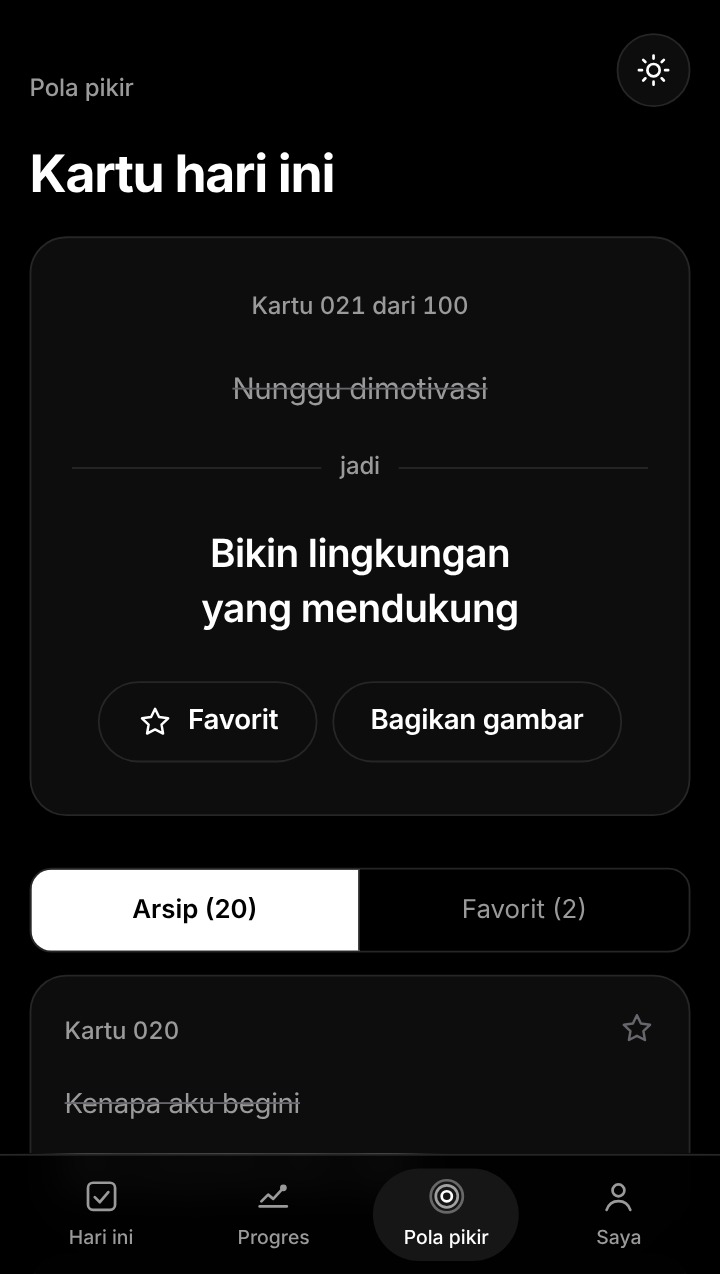 Pola pikir
Kartu hari ini
Kartu 021 dari 100
Nunggu dimotivasi
jadi
Bikin lingkungan
yang mendukung
Favorit
Bagikan gambar
Arsip (20)
Favorit (2)
Kartu 020
Kenapa aku begini
Hari ini
Progres
Pola pikir
Saya